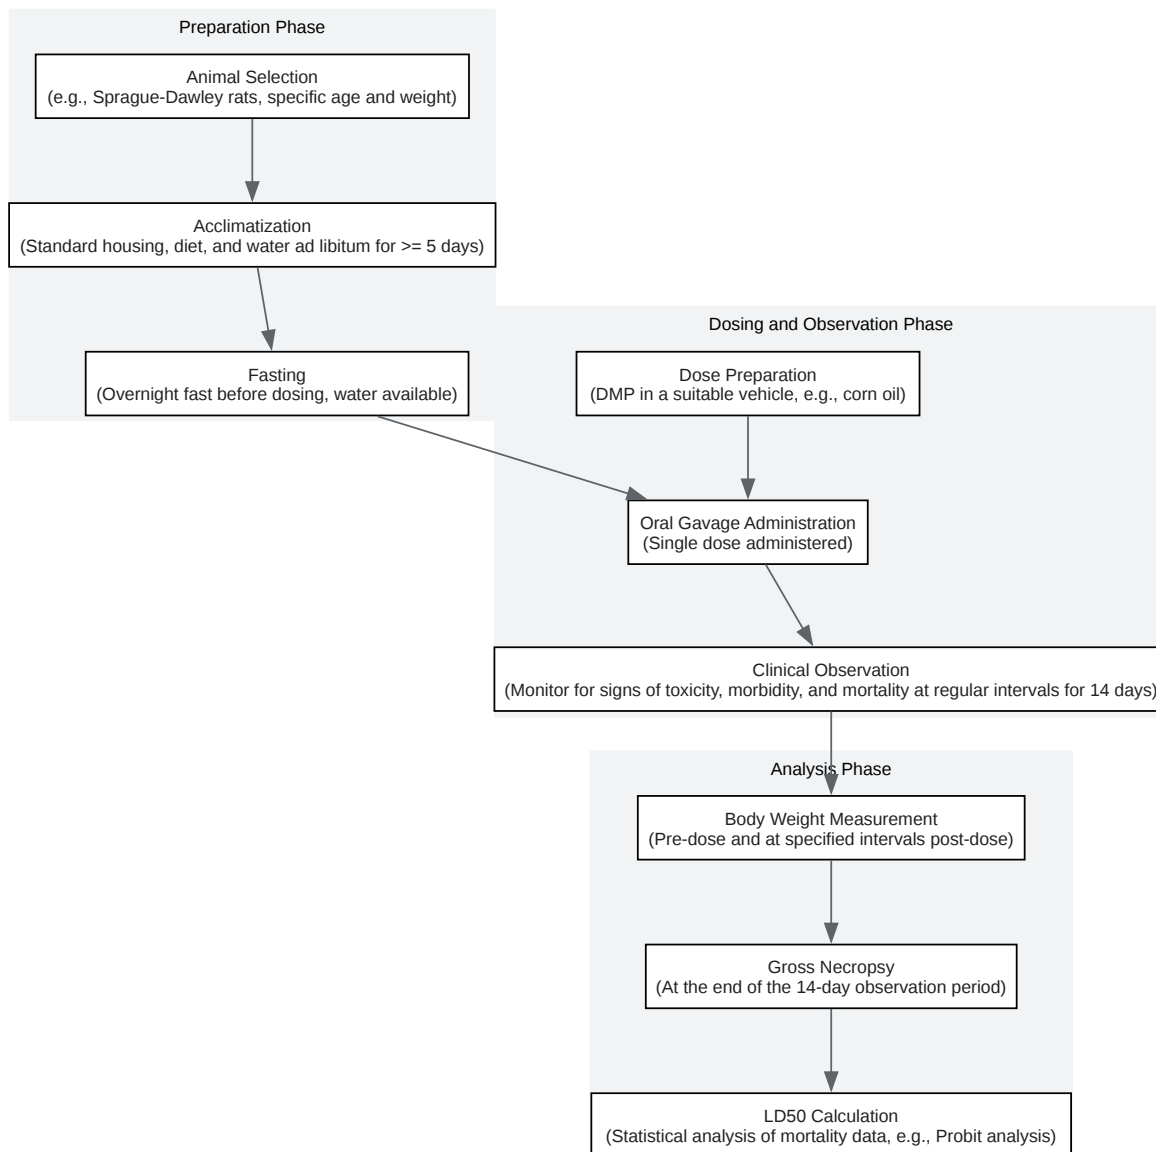 Preparation Phase
Animal Selection
(e.g., Sprague-Dawley rats, specific age and weight)
Acclimatization
(Standard housing, diet, and water ad libitum for >= 5 days)
Fasting
(Overnight fast before dosing, water available)
Dosing and Observation Phase
Dose Preparation
(DMP in a suitable vehicle, e.g., corn oil)
Oral Gavage Administration
(Single dose administered)
Clinical Observation
(Monitor for signs of toxicity, morbidity, and mortality at regular intervals for 14 days)
Analysis Phase
Body Weight Measurement
(Pre-dose and at specified intervals post-dose)
Gross Necropsy
(At the end of the 14-day observation period)
LD50 Calculation
(Statistical analysis of mortality data, e.g., Probit analysis)